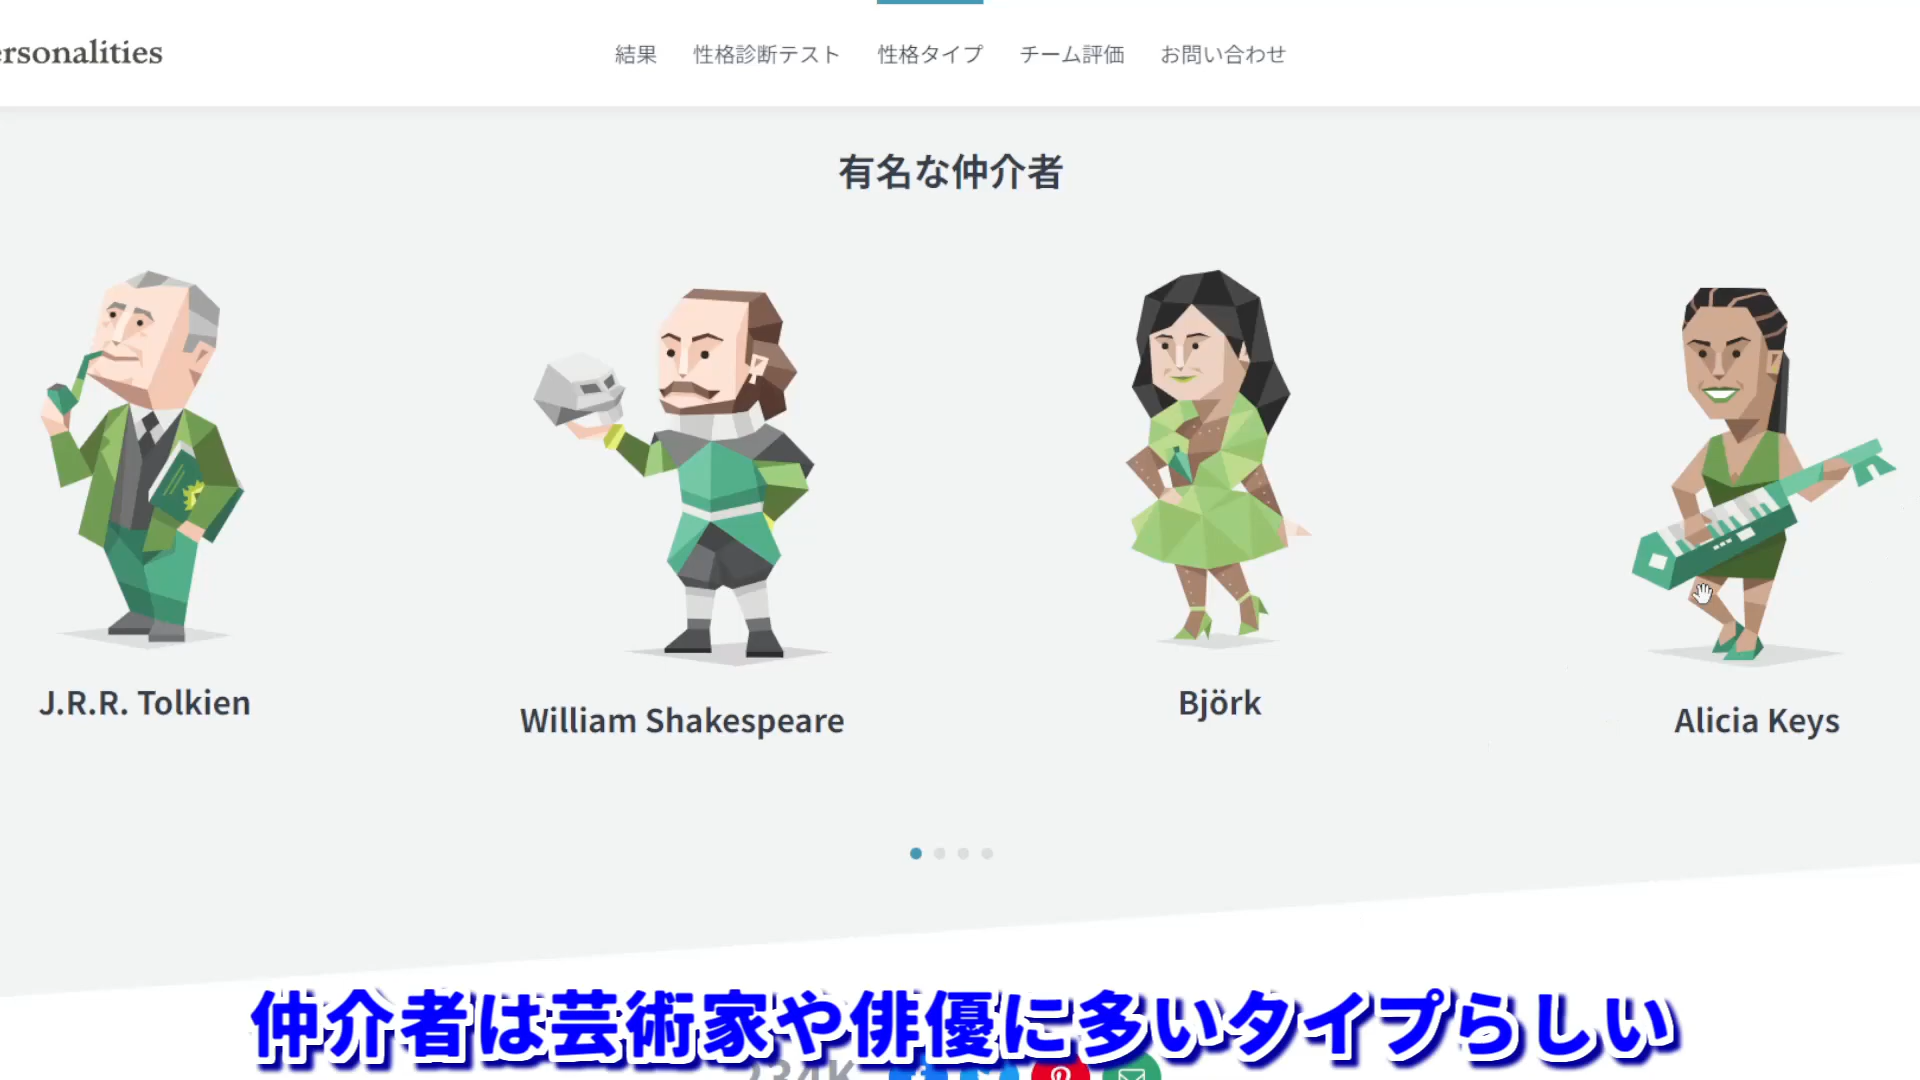 ersonalities
結果 性格診断テスト 性格タイプ チーム評価 お問い合わせ
有名な仲介者
J.R.R. Tolkien
William Shakespeare
Björk
Alicia Keys
仲介者は芸術家や俳優に多いタイプらしい
234K